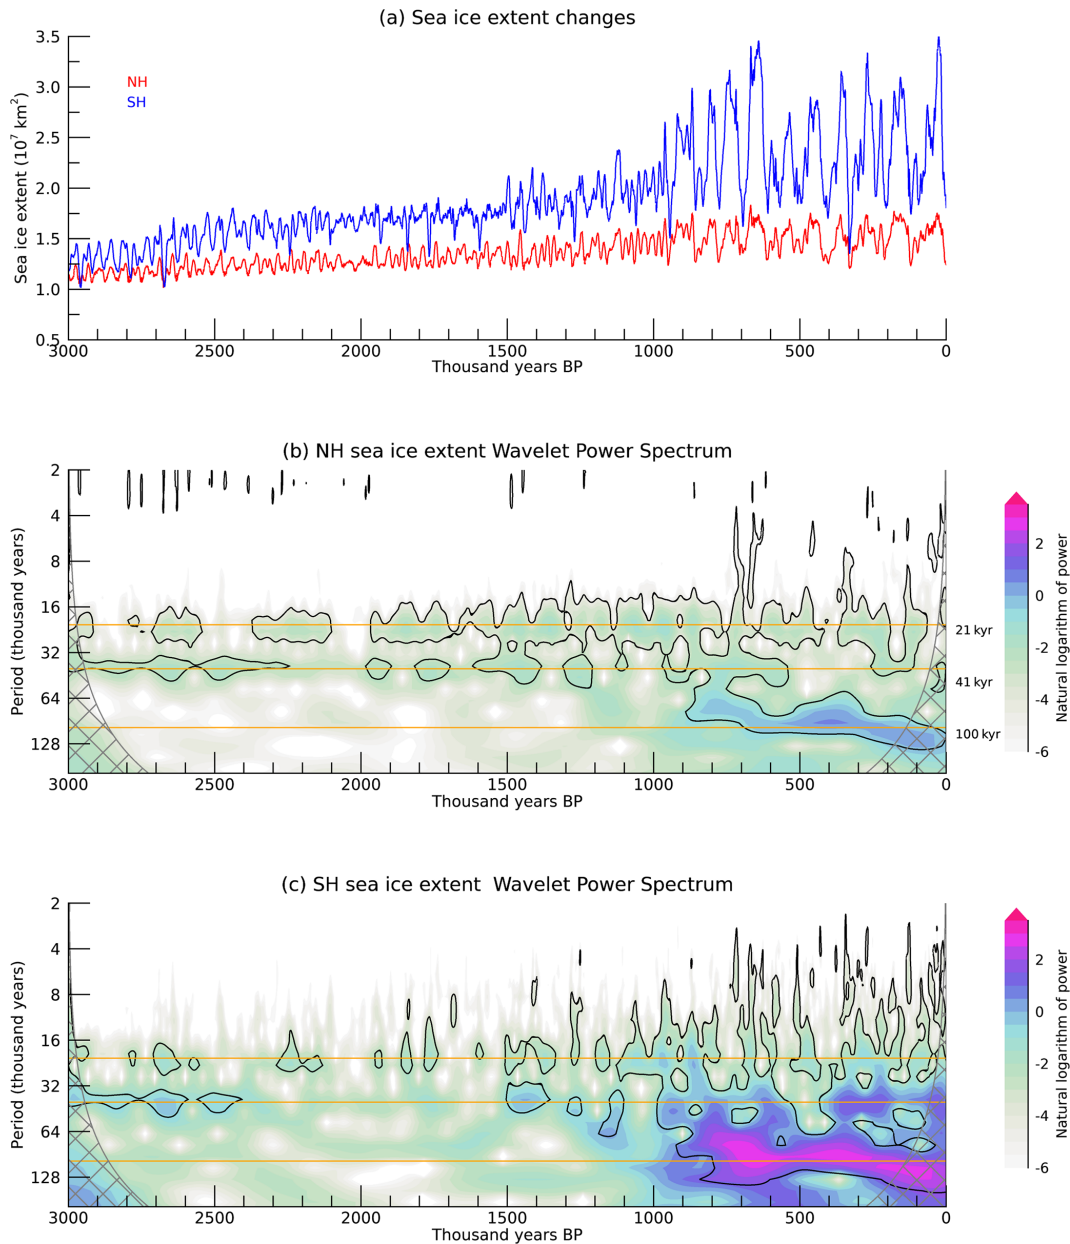 (a) Sea ice extent changes
3.5
3.0
2.5
2.0
1.5
1.0
0.5
Sea ice extent (10⁷ km²)
NH
SH
3000 2500 2000 1500 1000 500 0
Thousand years BP
(b) NH sea ice extent Wavelet Power Spectrum
2
4
8
16
32
64
128
Period (thousand years)
21 kyr
41 kyr
100 kyr
3000 2500 2000 1500 1000 500 0
Thousand years BP
2
0
-2
-4
-6
Natural logarithm of power
(c) SH sea ice extent  Wavelet Power Spectrum
2
4
8
16
32
64
128
Period (thousand years)
3000 2500 2000 1500 1000 500 0
Thousand years BP
2
0
-2
-4
-6
Natural logarithm of power